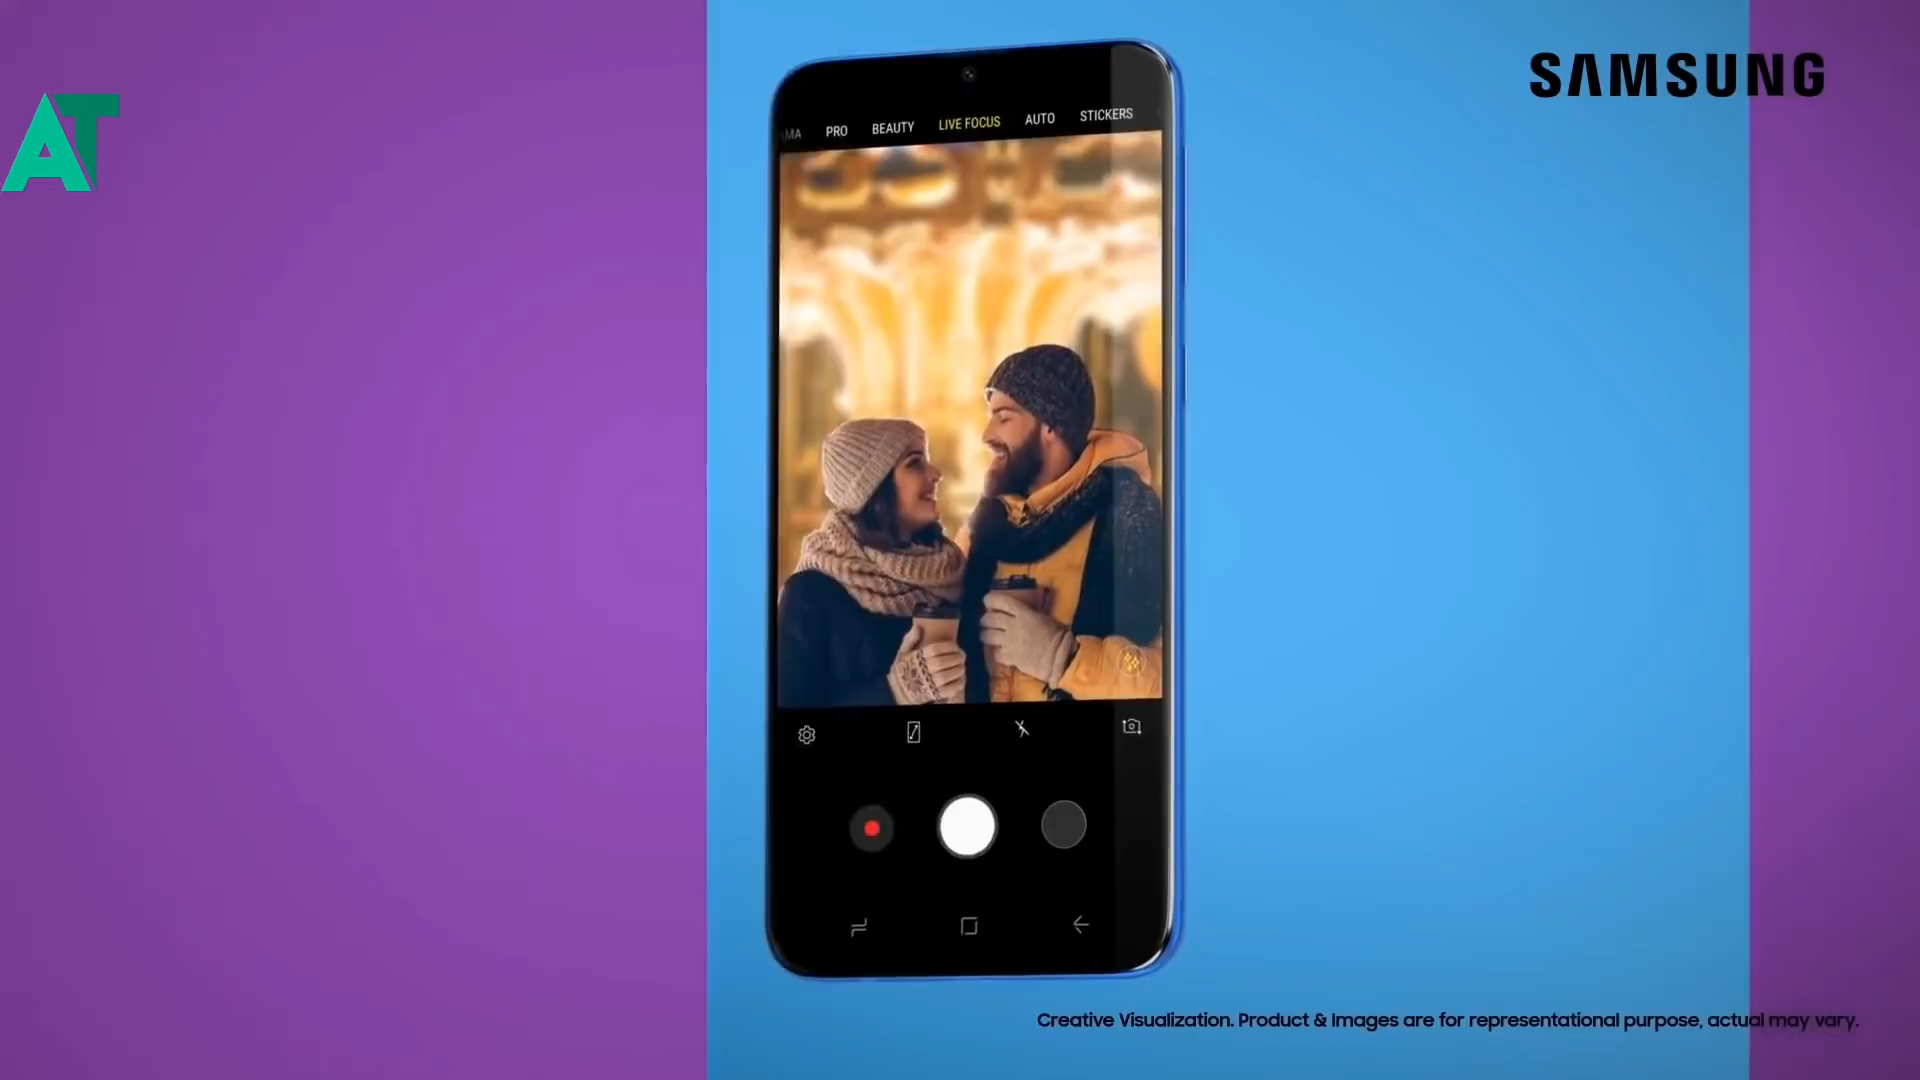 SAMSUNG
AT
MA PRO BEAUTY LIVE FOCUS AUTO STICKERS
Creative Visualization. Product & Images are for representational purpose, actual may vary.